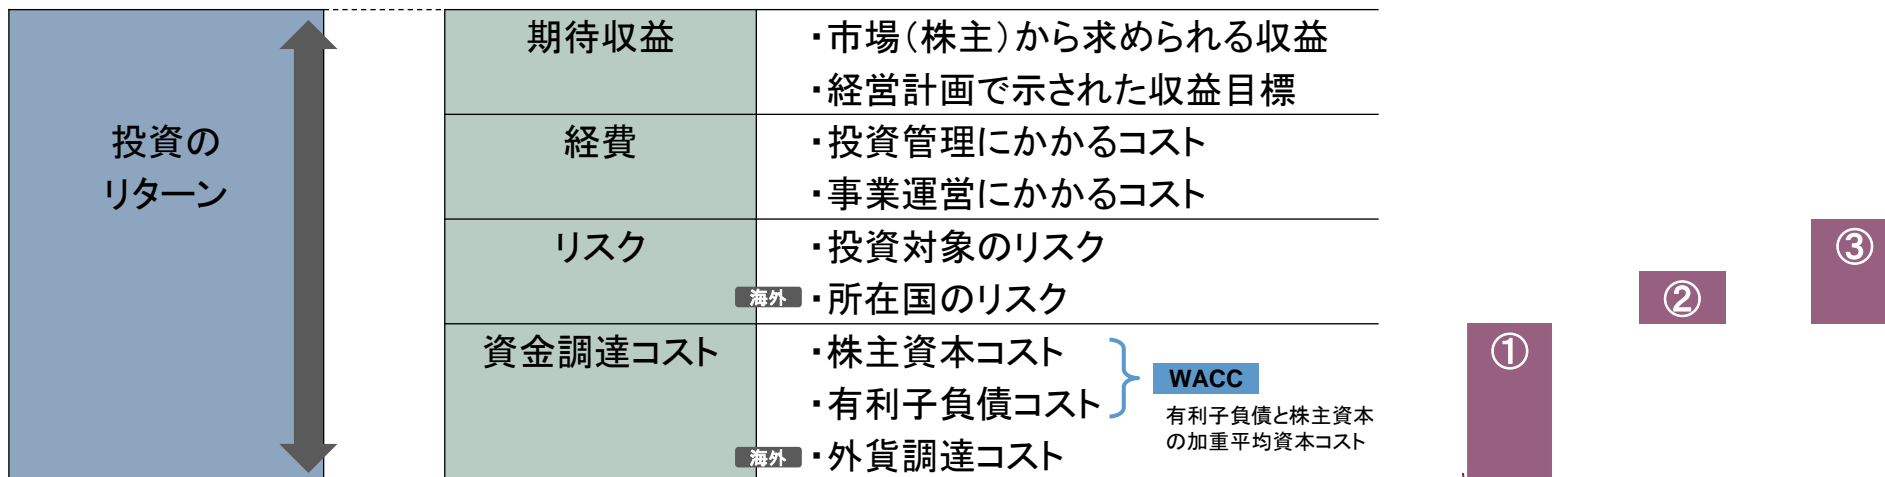 投資の
リターン
期待収益
・市場(株主)から求められる収益
・経営計画で示された収益目標
経費
・投資管理にかかるコスト
・事業運営にかかるコスト
リスク
・投資対象のリスク
海外 ・所在国のリスク
資金調達コスト
・株主資本コスト
・有利子負債コスト
海外 ・外貨調達コスト
WACC
有利子負債と株主資本
の加重平均資本コスト
①
②
③